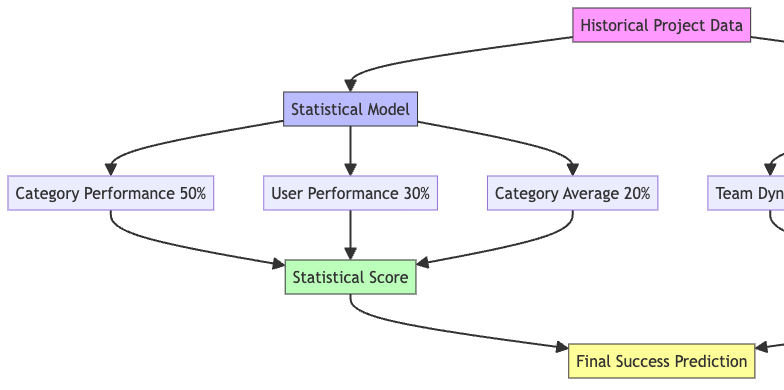 Historical Project Data
Statistical Model
Category Performance 50%
User Performance 30%
Category Average 20%
Team Dyn
Statistical Score
Final Success Prediction